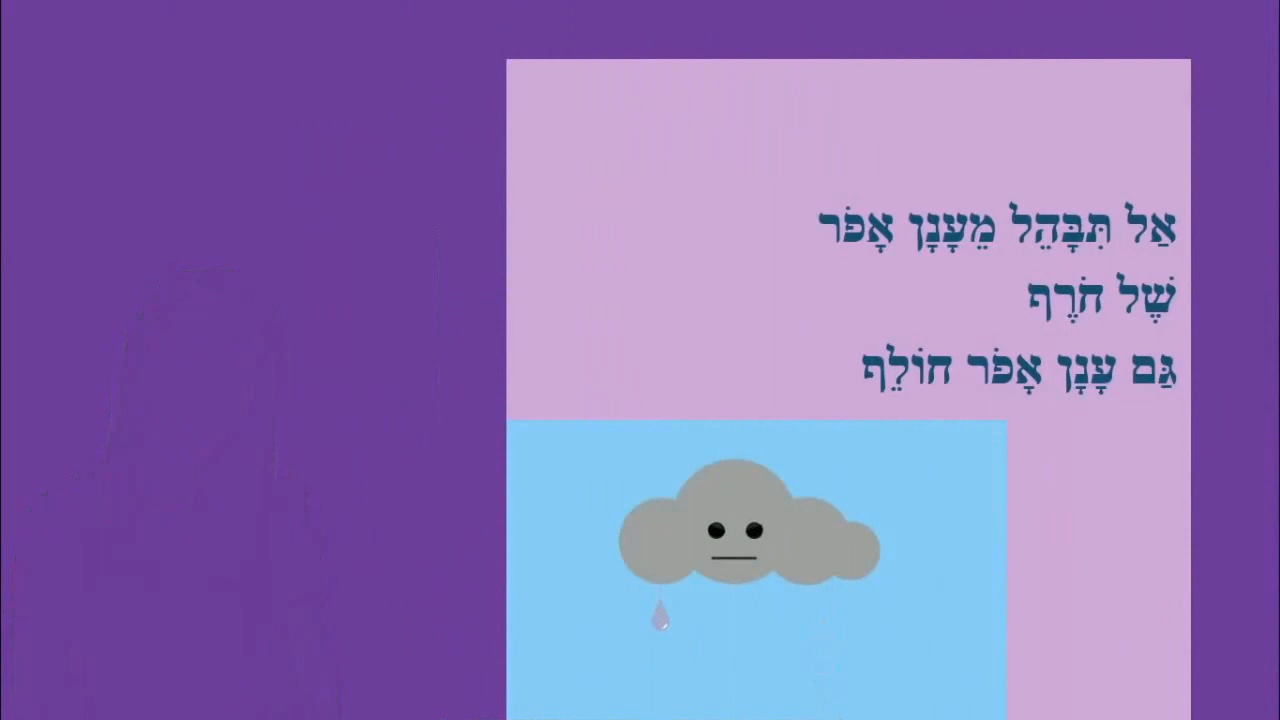 אַל תִּבָּהֵל מֵעָנָן אָפֹר
שֶׁל חֹרֶף
גַּם עָנָן אָפֹר חוֹלֵף